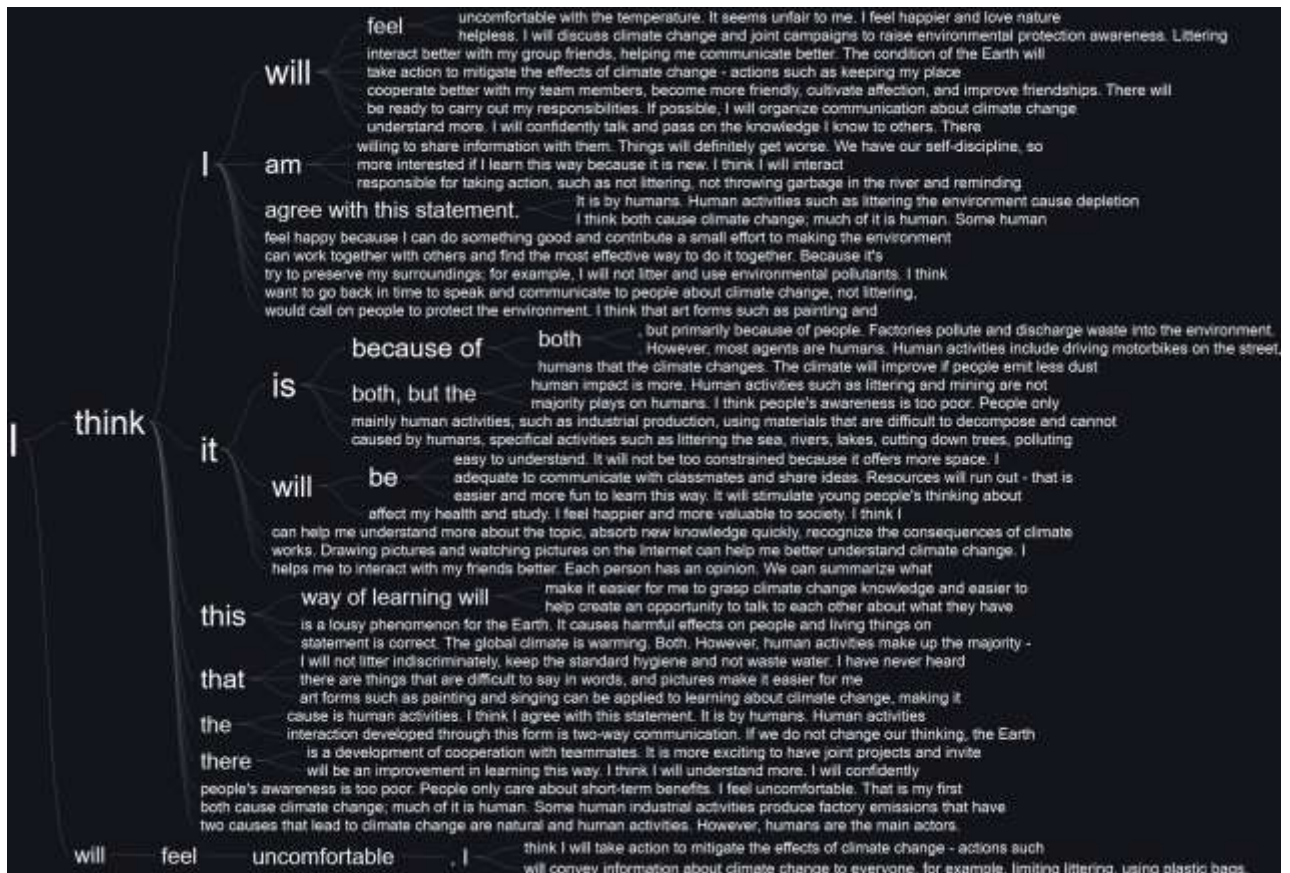 I
think
I
will
feel
uncomfortable with the temperature. It seems unfair to me. I feel happier and love nature
helpless. I will discuss climate change and joint campaigns to raise environmental protection awareness. Littering
interact better with my group friends, helping me communicate better. The condition of the Earth will
take action to mitigate the effects of climate change - actions such as keeping my place
cooperate better with my team members, become more friendly, cultivate affection, and improve friendships. There will
be ready to carry out my responsibilities. If possible, I will organize communication about climate change
understand more. I will confidently talk and pass on the knowledge I know to others. There
am
willing to share information with them. Things will definitely get worse. We have our self-discipline, so
more interested if I learn this way because it is new. I think I will interact
responsible for taking action, such as not littering, not throwing garbage in the river and reminding
agree with this statement.
It is by humans. Human activities such as littering the environment cause depletion
I think both cause climate change; much of it is human. Some human
feel happy because I can do something good and contribute a small effort to making the environment
can work together with others and find the most effective way to do it together. Because it's
try to preserve my surroundings; for example, I will not litter and use environmental pollutants. I think
want to go back in time to speak and communicate to people about climate change, not littering,
would call on people to protect the environment. I think that art forms such as painting and
it
is
because of
both
, but primarily because of people. Factories pollute and discharge waste into the environment.
. However, most agents are humans. Human activities include driving motorbikes on the street,
humans that the climate changes. The climate will improve if people emit less dust
both, but the
human impact is more. Human activities such as littering and mining are not
majority plays on humans. I think people's awareness is too poor. People only
mainly human activities, such as industrial production, using materials that are difficult to decompose and cannot
caused by humans, specifical activities such as littering the sea, rivers, lakes, cutting down trees, polluting
will
be
easy to understand. It will not be too constrained because it offers more space. I
adequate to communicate with classmates and share ideas. Resources will run out - that is
easier and more fun to learn this way. It will stimulate young people's thinking about
affect my health and study. I feel happier and more valuable to society. I think I
can help me understand more about the topic, absorb new knowledge quickly, recognize the consequences of climate
works. Drawing pictures and watching pictures on the Internet can help me better understand climate change. I
helps me to interact with my friends better. Each person has an opinion. We can summarize what
this
way of learning will
make it easier for me to grasp climate change knowledge and easier to
help create an opportunity to talk to each other about what they have
is a lousy phenomenon for the Earth. It causes harmful effects on people and living things on
statement is correct. The global climate is warming. Both. However, human activities make up the majority -
that
I will not litter indiscriminately, keep the standard hygiene and not waste water. I have never heard
there are things that are difficult to say in words, and pictures make it easier for me
art forms such as painting and singing can be applied to learning about climate change, making it
the
cause is human activities. I think I agree with this statement. It is by humans. Human activities
interaction developed through this form is two-way communication. If we do not change our thinking, the Earth
there
is a development of cooperation with teammates. It is more exciting to have joint projects and invite
will be an improvement in learning this way. I think I will understand more. I will confidently
people's awareness is too poor. People only care about short-term benefits. I feel uncomfortable. That is my first
both cause climate change; much of it is human. Some human industrial activities produce factory emissions that have
two causes that lead to climate change are natural and human activities. However, humans are the main actors.
will
feel
uncomfortable
. I
think I will take action to mitigate the effects of climate change - actions such
will convey information about climate change to everyone, for example, limiting littering, using plastic bags,